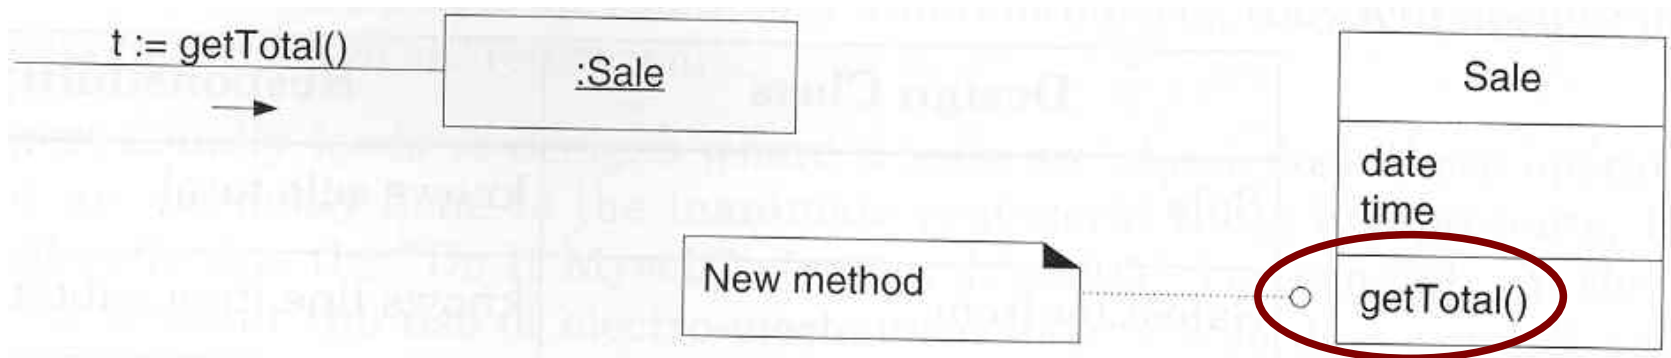 t := getTotal()
:Sale
Sale
date
time
New method
getTotal()